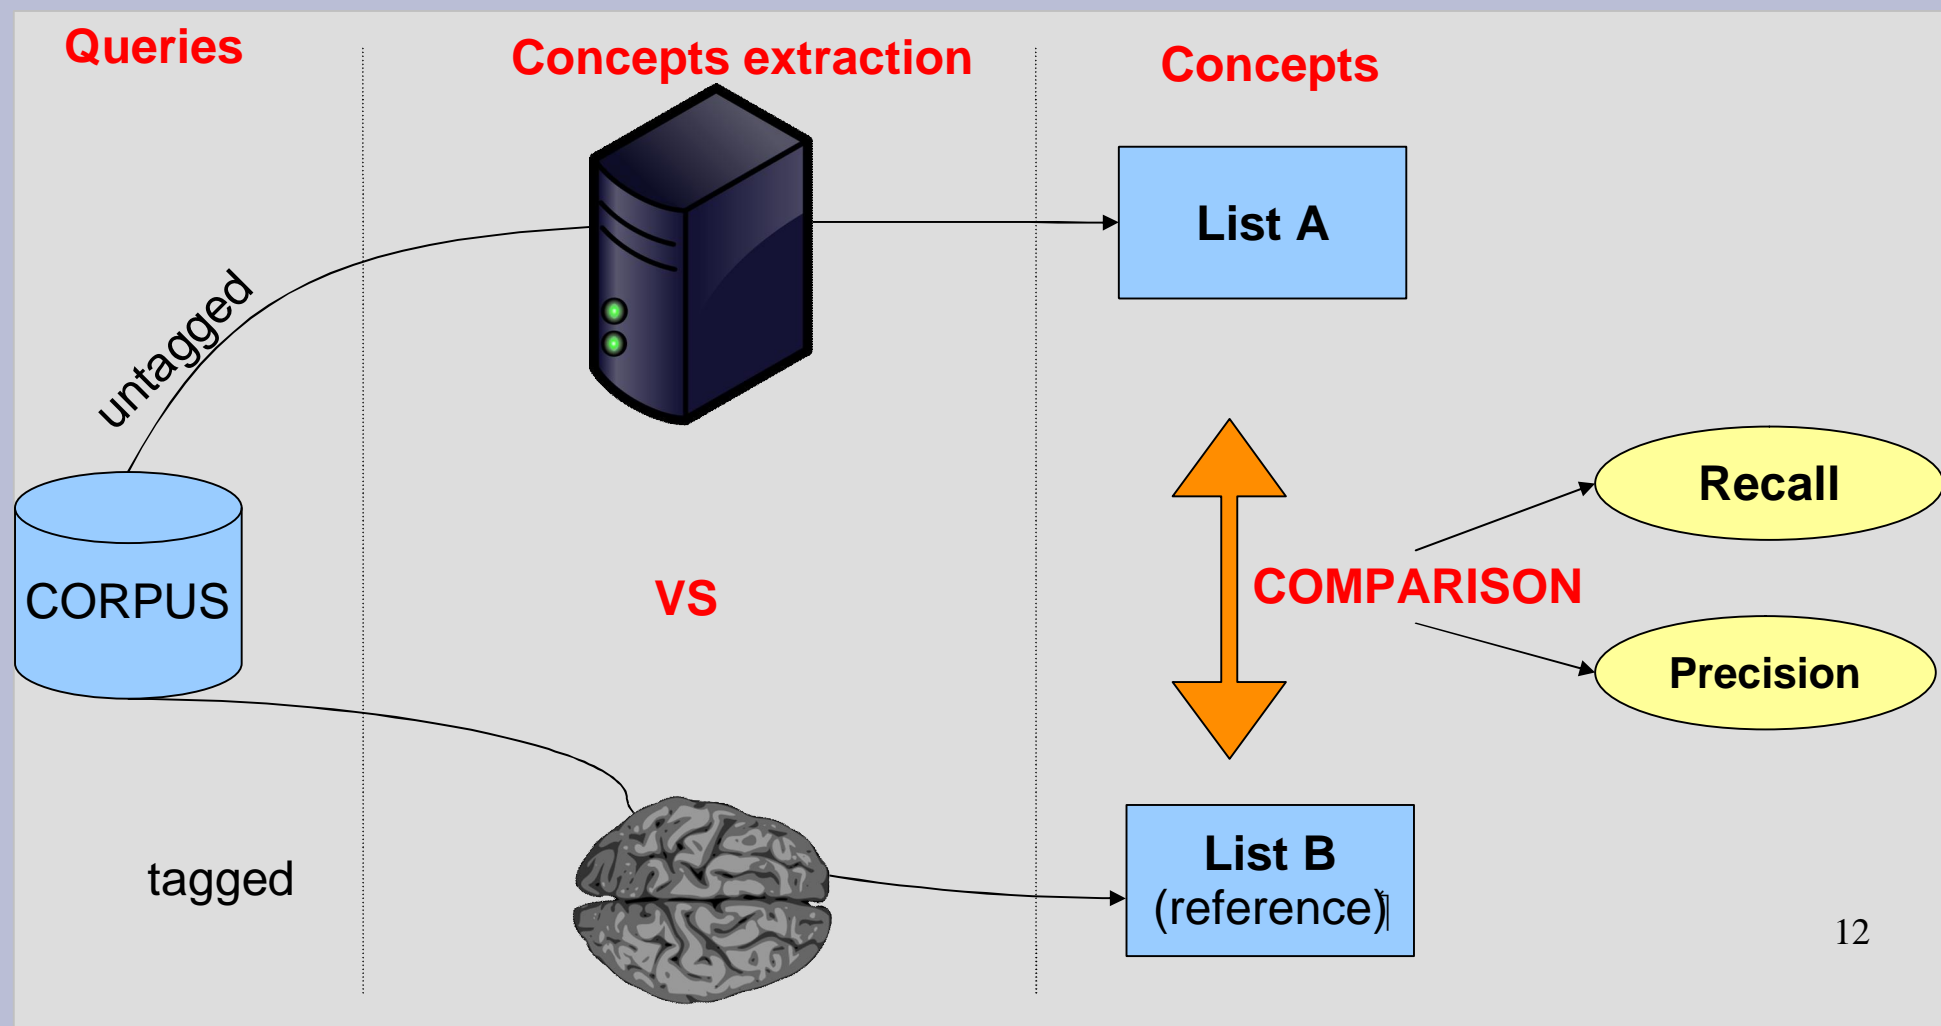 Queries
Concepts extraction
Concepts
untagged
List A
CORPUS
VS
COMPARISON
Recall
Precision
tagged
List B
(reference)
12